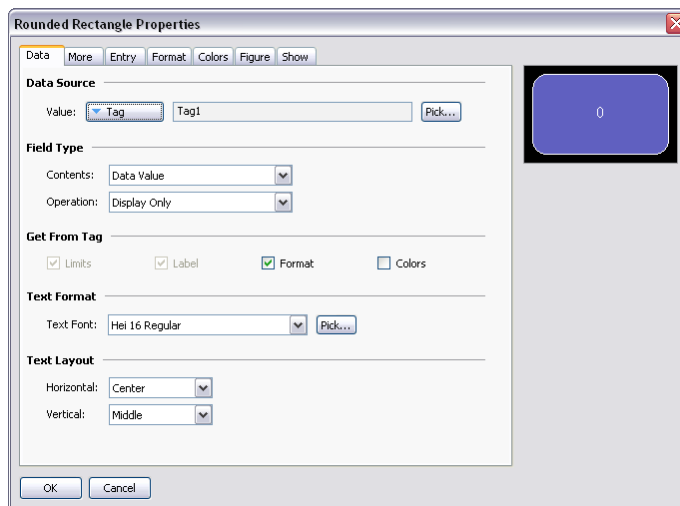 Rounded Rectangle Properties
Data More Entry Format Colors Figure Show
Data Source
Value: Tag Tag1 Pick...
0
Field Type
Contents: Data Value
Operation: Display Only
Get From Tag
Limits Label Format Colors
Text Format
Text Font: Hei 16 Regular Pick...
Text Layout
Horizontal: Center
Vertical: Middle
OK Cancel